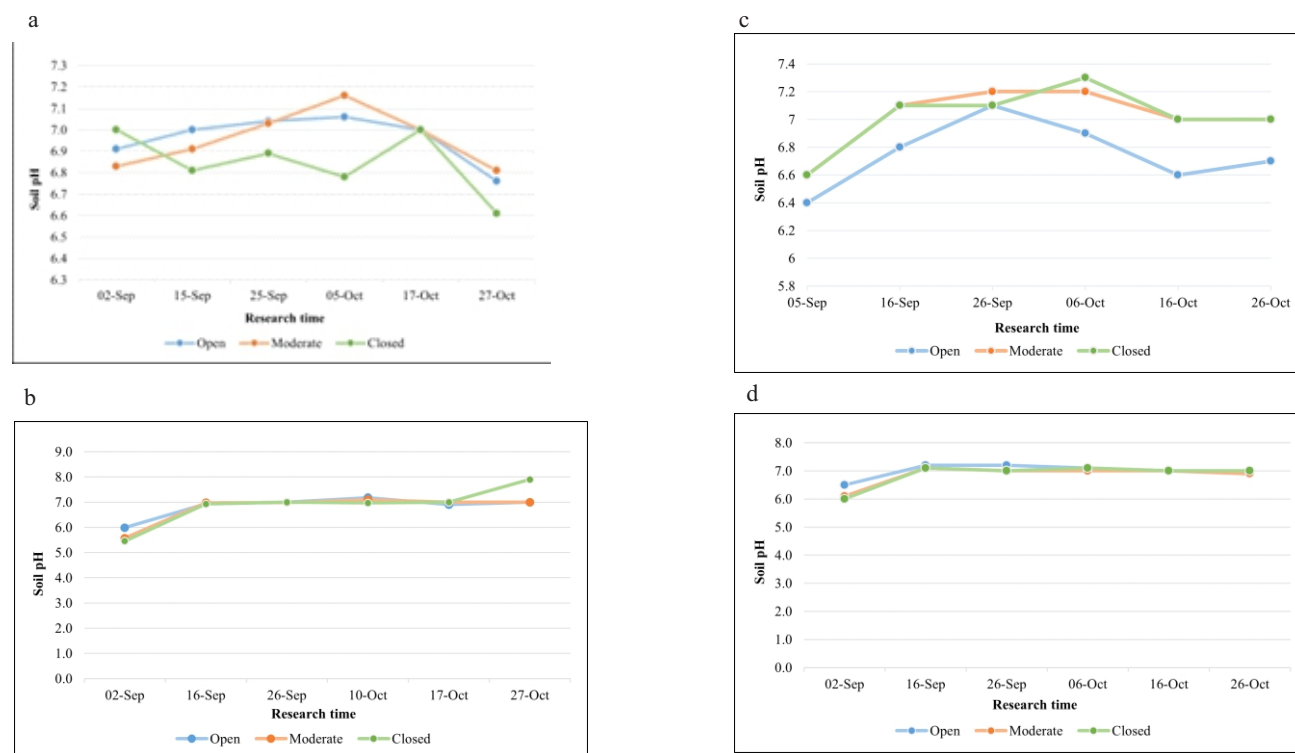 a
7.3
7.2
7.1
7.0
6.9
6.8
6.7
6.6
6.5
6.4
6.3
Soil pH
02-Sep 15-Sep 25-Sep 05-Oct 17-Oct 27-Oct
Research time
Open Moderate Closed
c
7.4
7.2
7
6.8
6.6
6.4
6.2
6
5.8
Soil pH
05-Sep 16-Sep 26-Sep 06-Oct 16-Oct 26-Oct
Research time
Open Moderate Closed
b
9.0
8.0
7.0
6.0
5.0
4.0
3.0
2.0
1.0
0.0
Soil pH
02-Sep 16-Sep 26-Sep 10-Oct 17-Oct 27-Oct
Research time
Open Moderate Closed
d
8.0
7.0
6.0
5.0
4.0
3.0
2.0
1.0
0.0
Soil pH
02-Sep 16-Sep 26-Sep 06-Oct 16-Oct 26-Oct
Research time
Open Moderate Closed